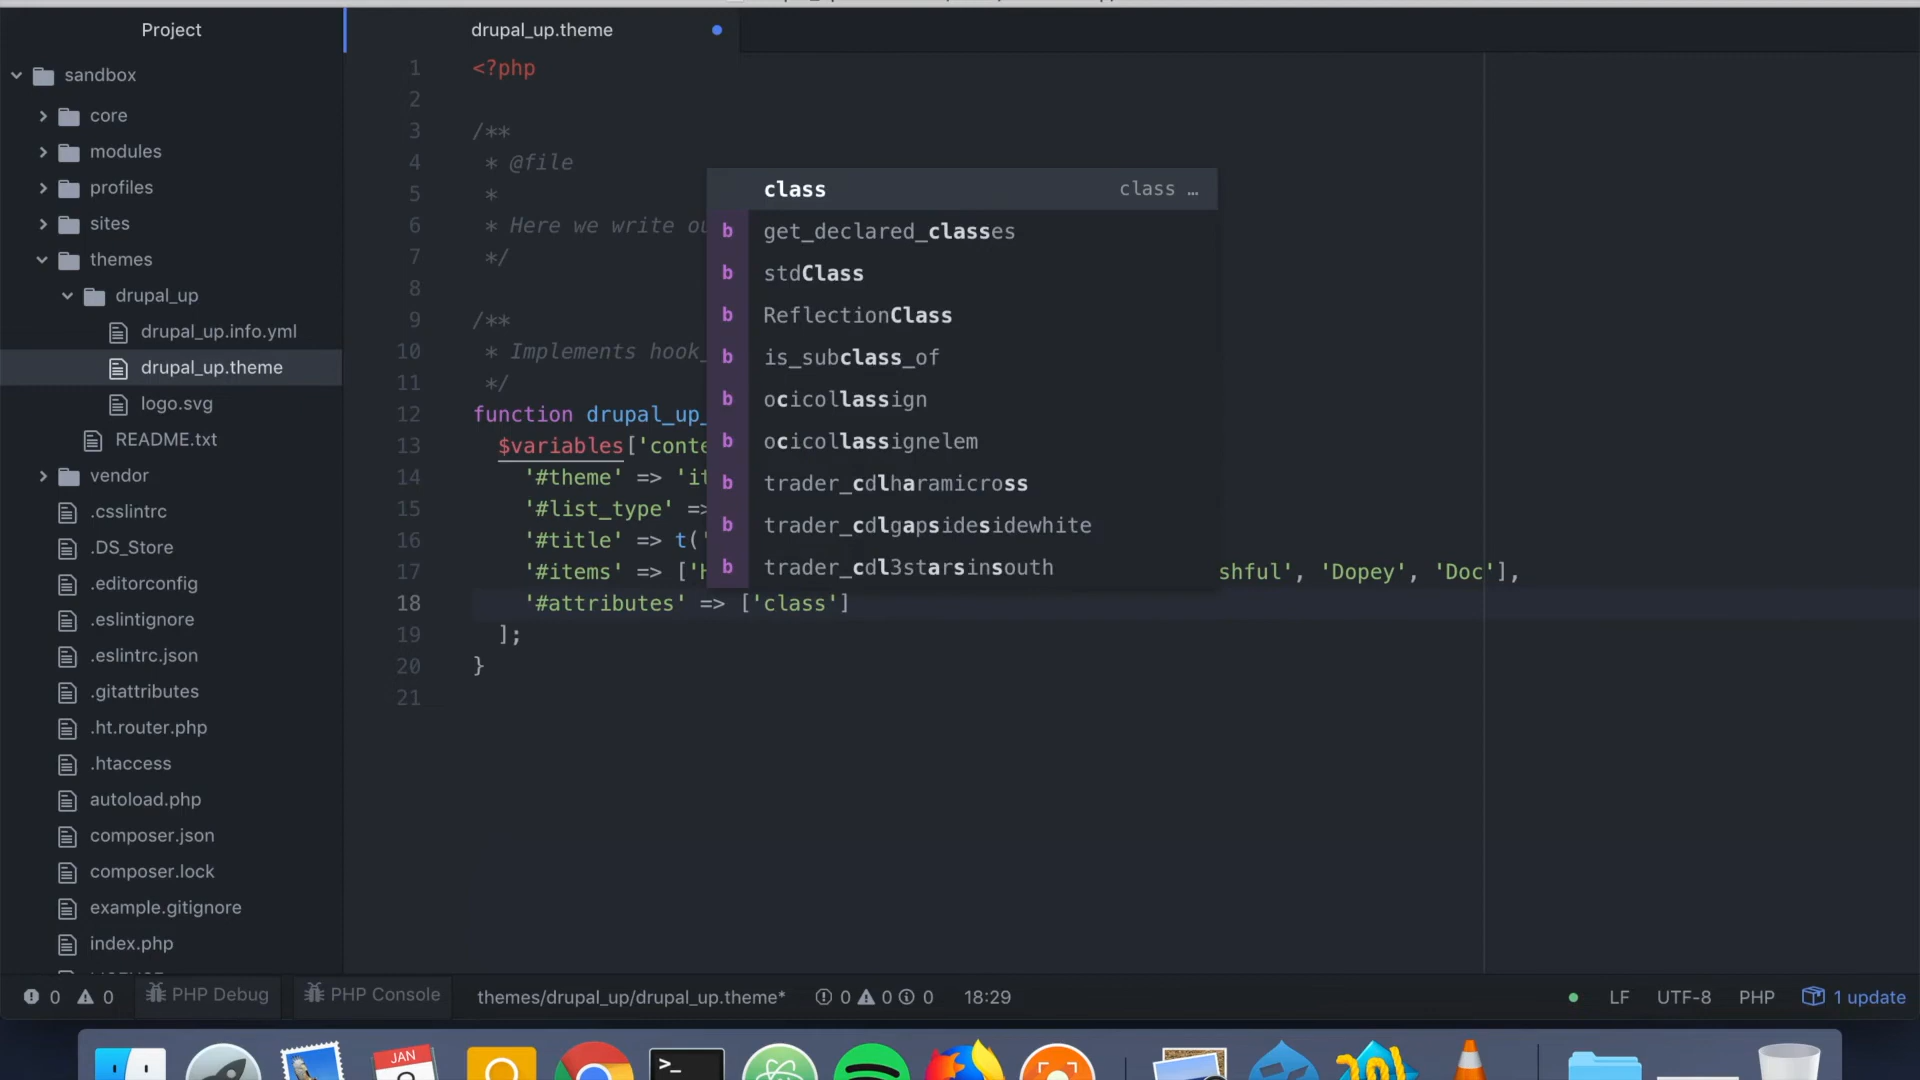 Project
drupal_up.theme
sandbox
core
modules
profiles
sites
themes
drupal_up
drupal_up.info.yml
drupal_up.theme
logo.svg
README.txt
vendor
.csslintrc
.DS_Store
.editorconfig
.eslintignore
.eslintrc.json
.gitattributes
.ht.router.php
.htaccess
autoload.php
composer.json
composer.lock
example.gitignore
index.php
1 <?php
2
3 /**
4 * @file
5 *
6 * Here we write ou
7 */
8
9 /**
10 * Implements hook_
11 */
12 function drupal_up_
13 $variables['conte
14 '#theme' => 'it
15 '#list_type' =>
16 '#title' => t('
17 '#items' => ['H shful', 'Dopey', 'Doc'],
18 '#attributes' => ['class']
19 ];
20 }
21
class class …
b get_declared_classes
b stdClass
b ReflectionClass
b is_subclass_of
b ocicollassign
b ocicollassignelem
b trader_cdlharamicross
b trader_cdlgapsidesidewhite
b trader_cdl3starsinsouth
0 0 PHP Debug PHP Console themes/drupal_up/drupal_up.theme* 0 0 0 18:29 LF UTF-8 PHP 1 update
JAN
>_